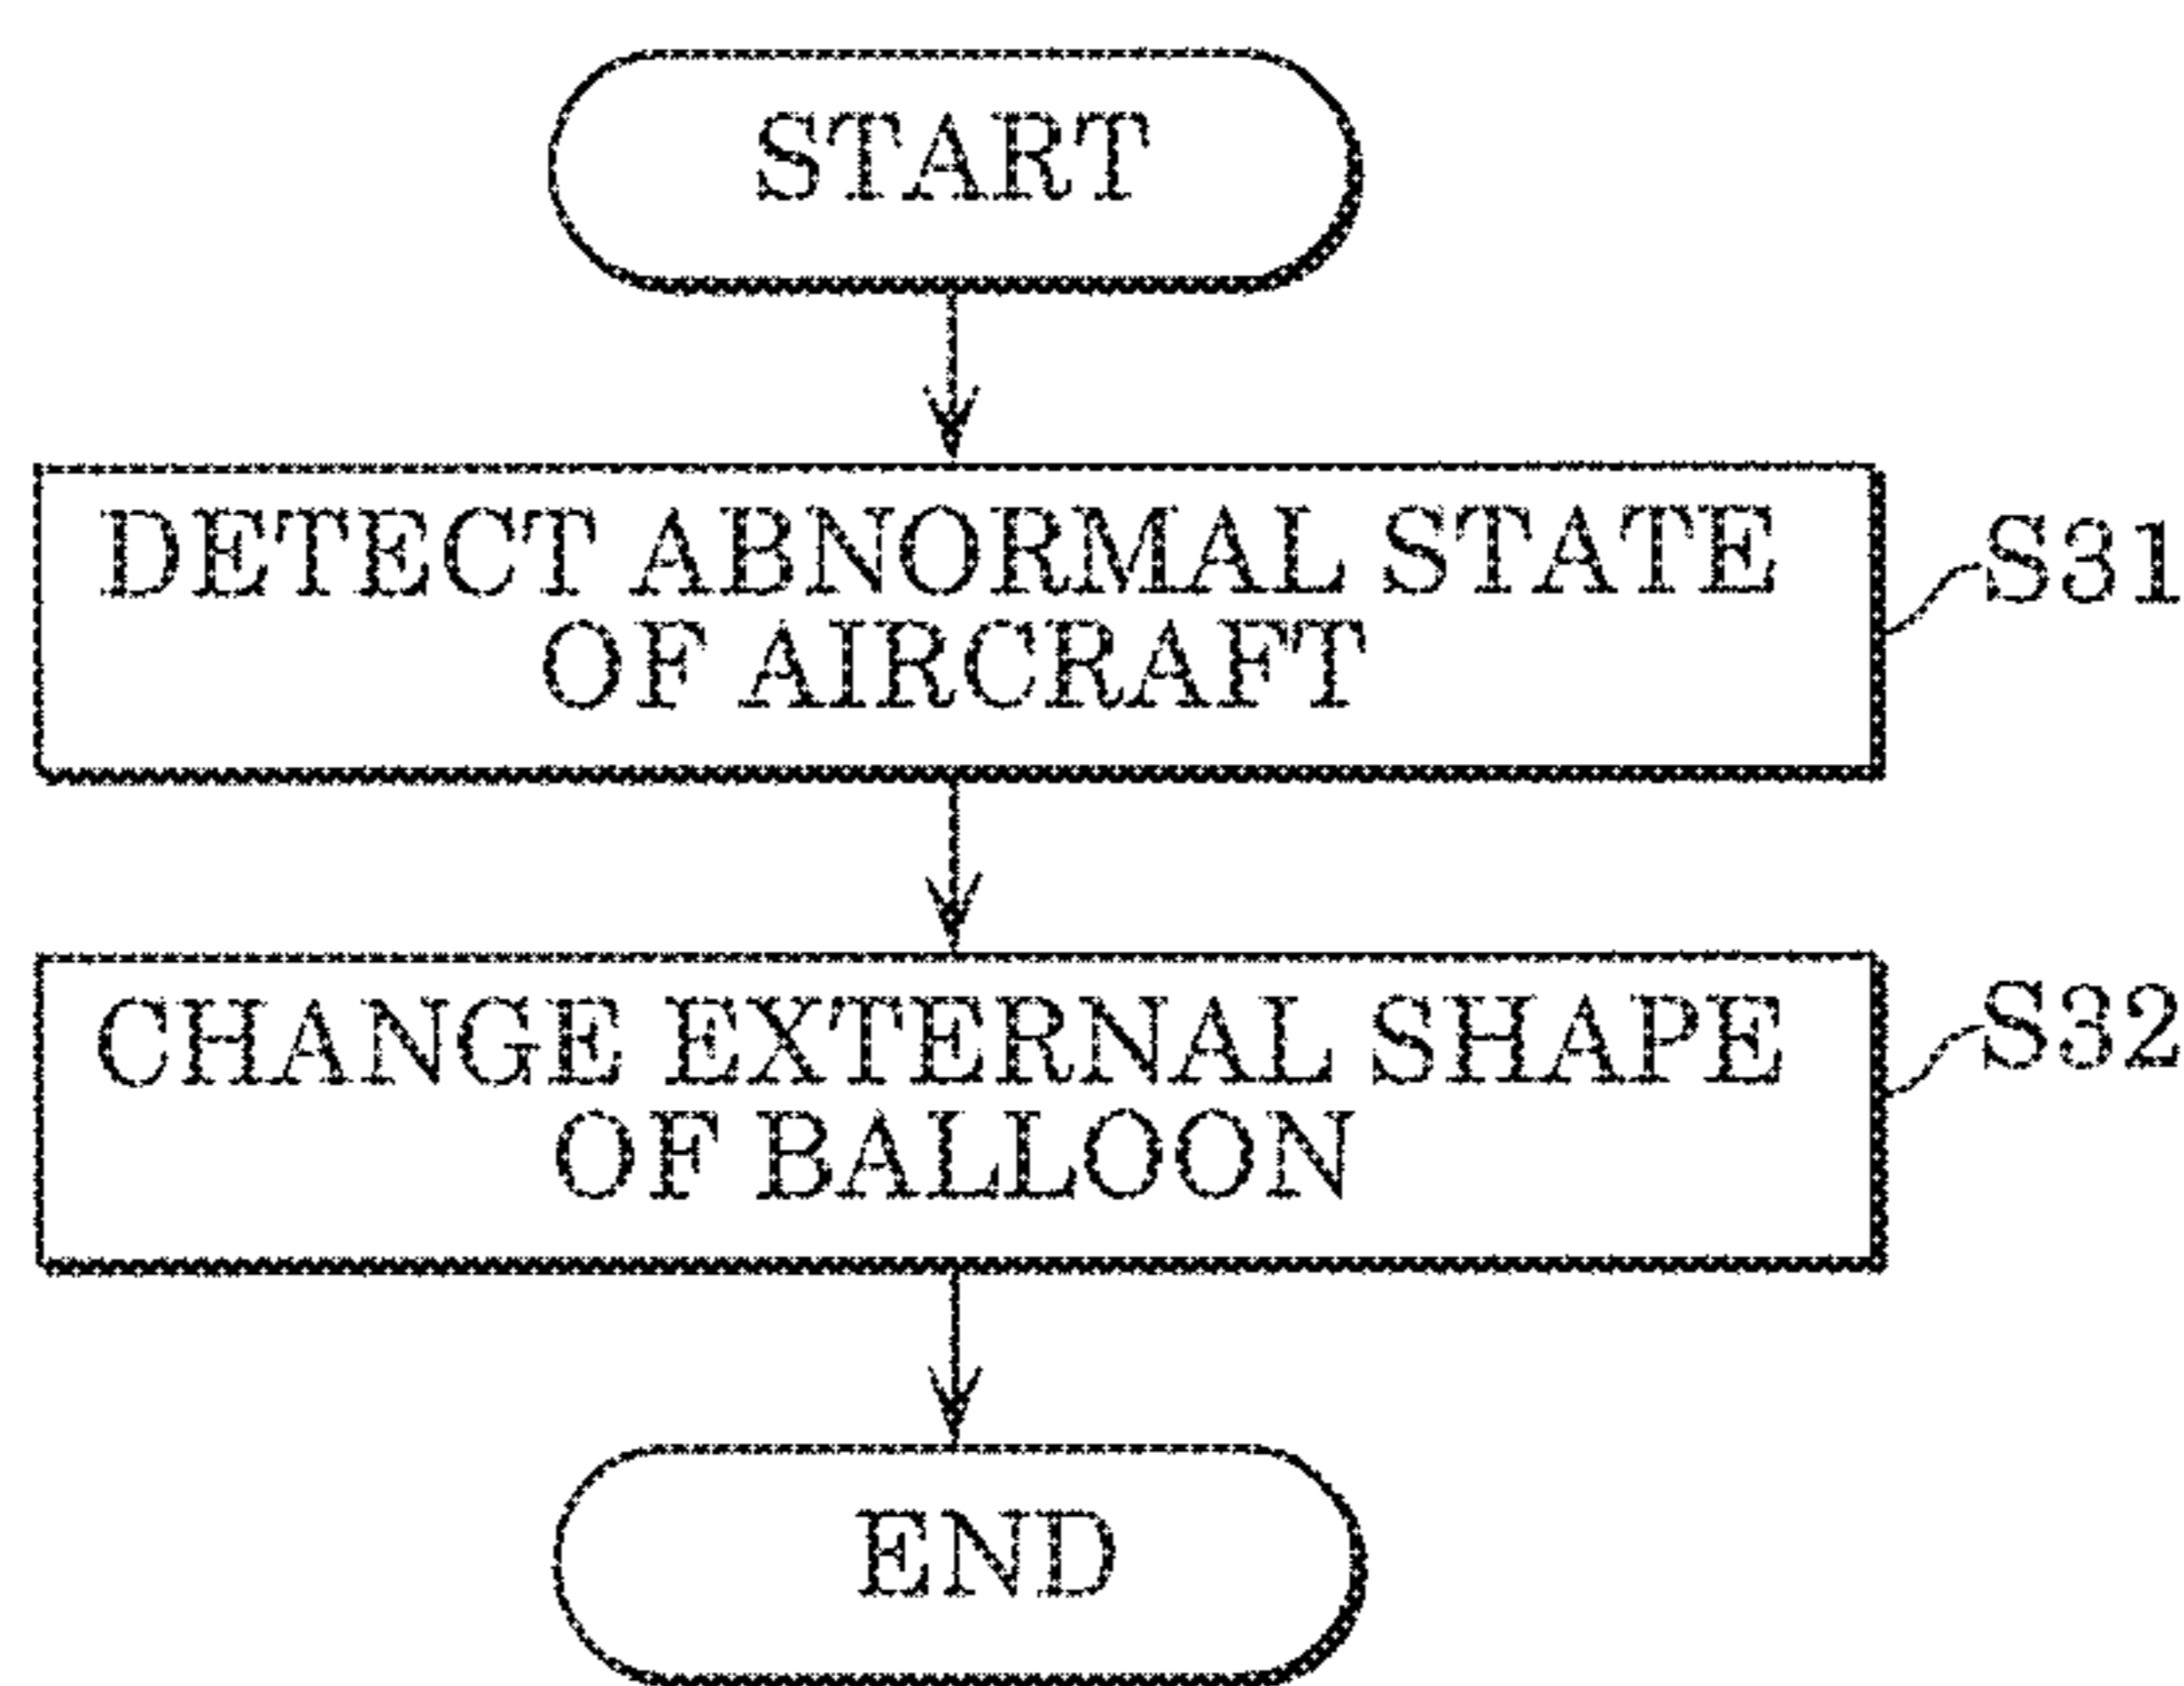 START
DETECT ABNORMAL STATE
OF AIRCRAFT
S31
CHANGE EXTERNAL SHAPE
OF BALLOON
S32
END